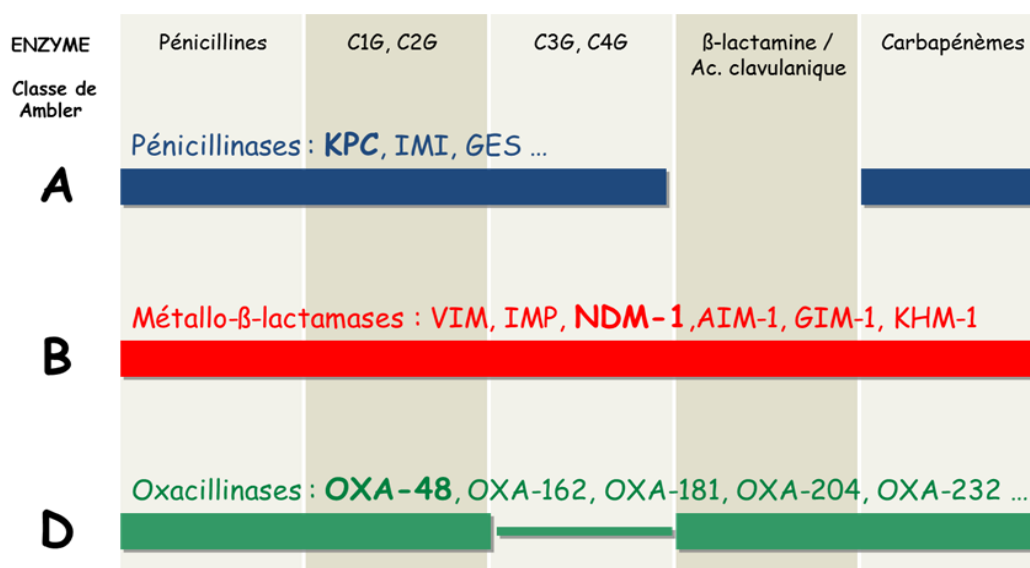 ENZYME
Classe de
Ambler
Pénicillines
C1G, C2G
C3G, C4G
ß-lactamine /
Ac. clavulanique
Carbapénèmes
Pénicillinases : KPC, IMI, GES ...
A
Métallo-ß-lactamases : VIM, IMP, NDM-1,AIM-1, GIM-1, KHM-1
B
Oxacillinases : OXA-48, OXA-162, OXA-181, OXA-204, OXA-232 ...
D